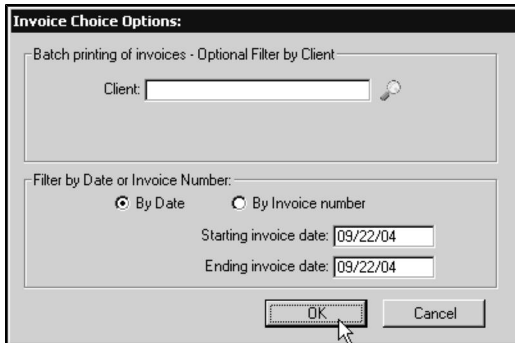 Invoice Choice Options:
Batch printing of invoices - Optional Filter by Client
Client:
Filter by Date or Invoice Number:
By Date By Invoice number
Starting invoice date: 09/22/04
Ending invoice date: 09/22/04
OK Cancel